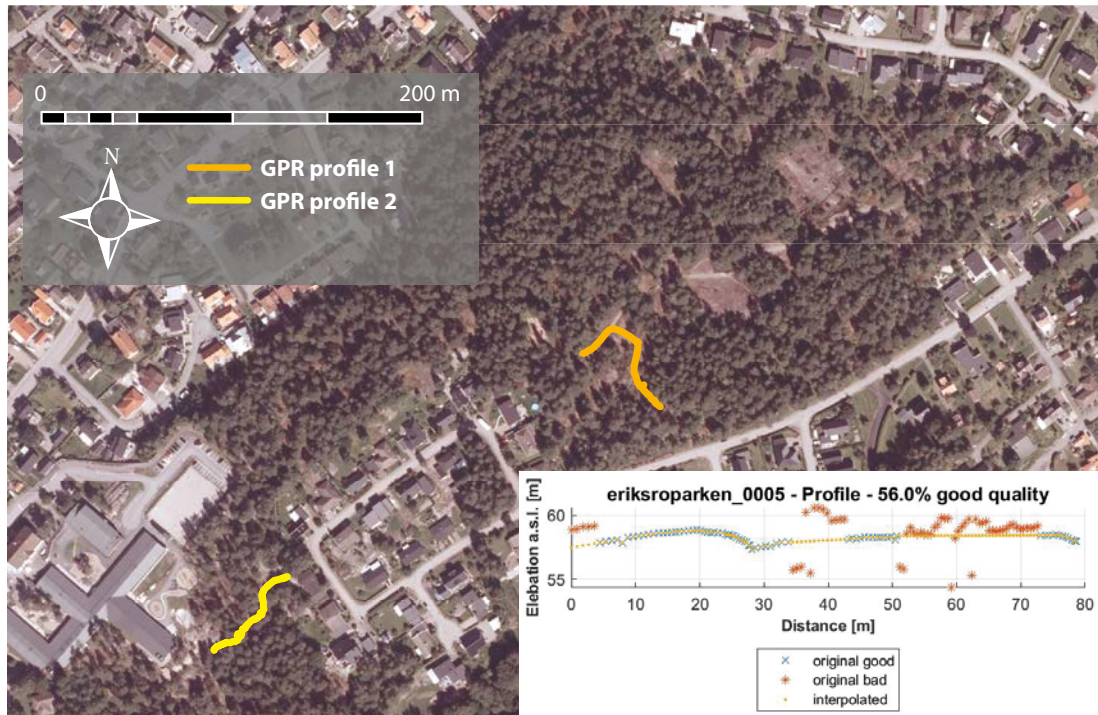 0 200 m
N
GPR profile 1
GPR profile 2
eriksroparken_0005 - Profile - 56.0% good quality
Elebation a.s.l. [m]
60
55
0 10 20 30 40 50 60 70 80
Distance [m]
original good
original bad
interpolated